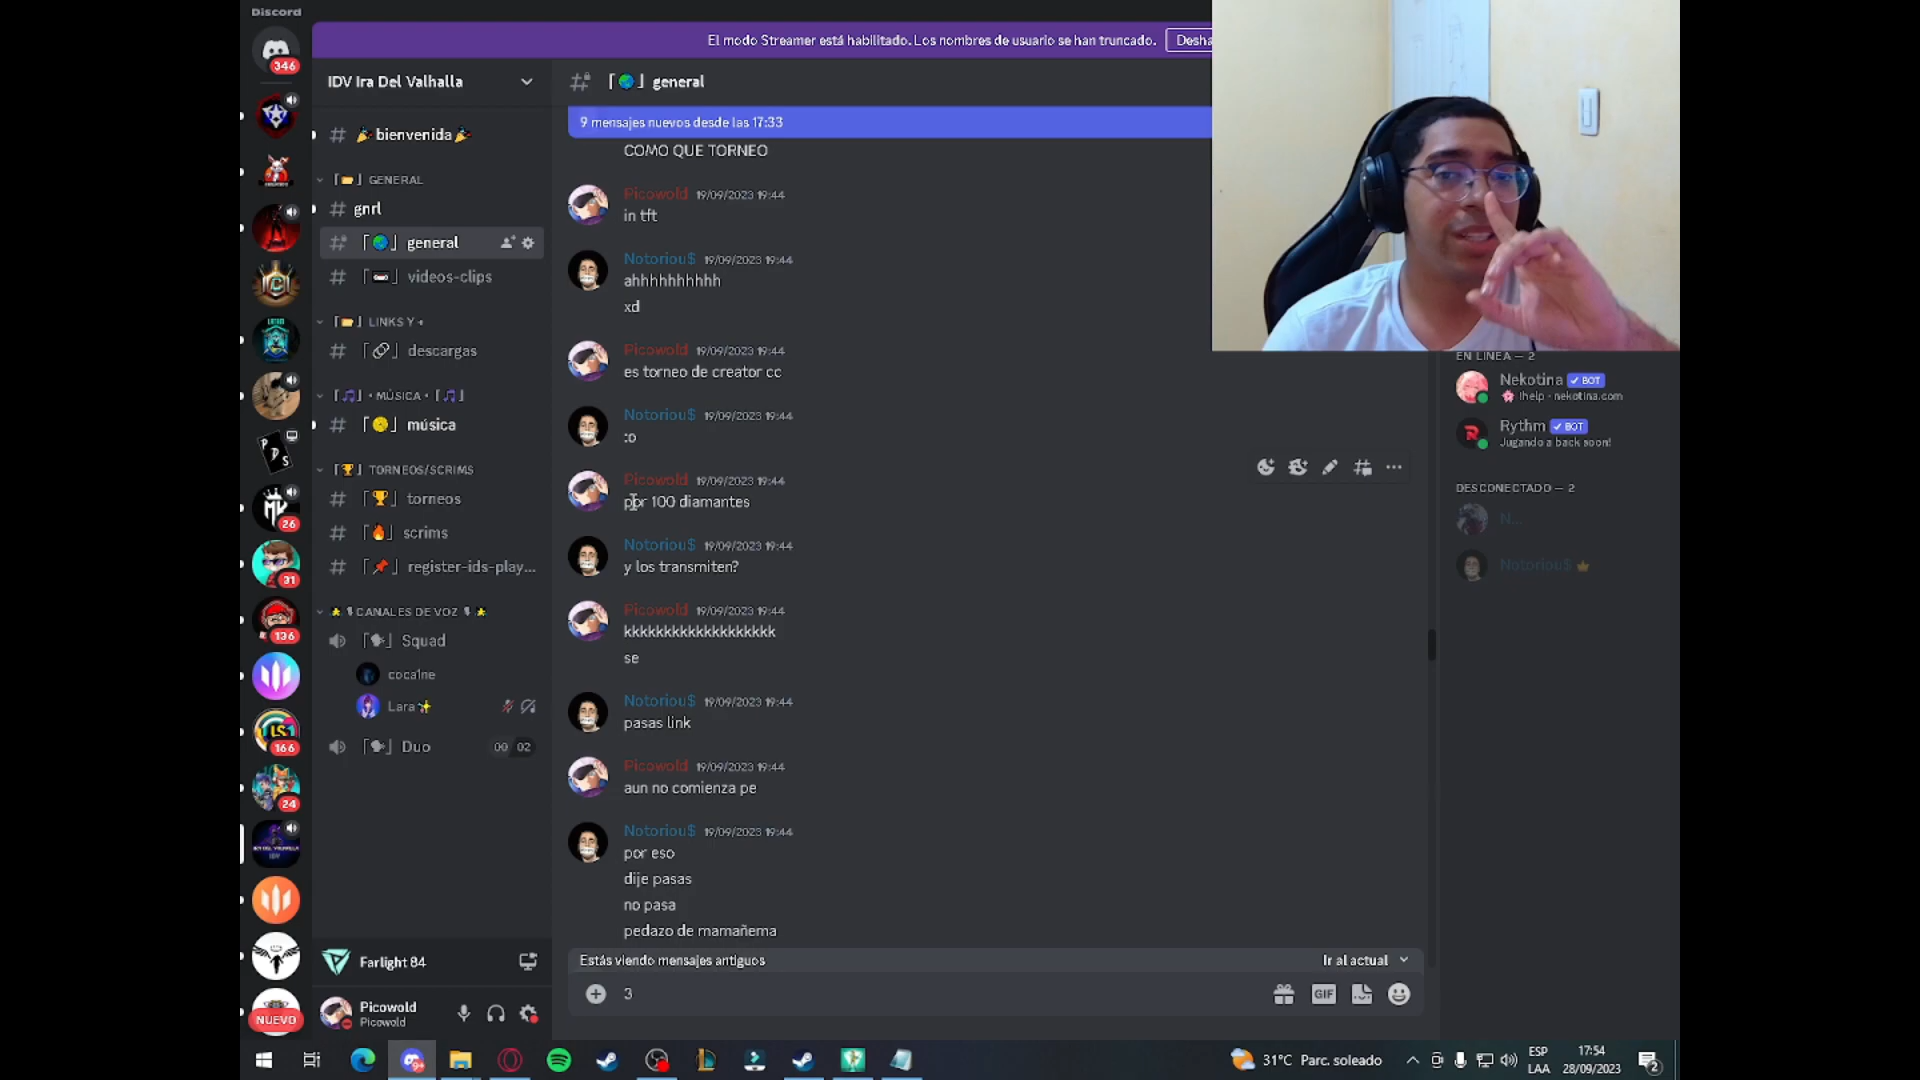 Discord
El modo Streamer está habilitado. Los nombres de usuario se han truncado.
Desha
346
IDV Ira Del Valhalla
general
9 mensajes nuevos desde las 17:33
bienvenida
GENERAL
gnrl
general
videos-clips
LINKS Y
descargas
• MÚSICA •
música
TORNEOS/SCRIMS
torneos
scrims
register-ids-play...
CANALES DE VOZ
Squad
coca1ne
Lara
Duo
00 02
26
31
136
166
24
NUEVO
Farlight 84
Picowold
Picowold
COMO QUE TORNEO
Picowold 19/09/2023 19:44
in tft
Notoriou$ 19/09/2023 19:44
ahhhhhhhhhh
xd
Picowold 19/09/2023 19:44
es torneo de creator cc
Notoriou$ 19/09/2023 19:44
:o
Picowold 19/09/2023 19:44
por 100 diamantes
Notoriou$ 19/09/2023 19:44
y los transmiten?
Picowold 19/09/2023 19:44
kkkkkkkkkkkkkkkkkkk
se
Notoriou$ 19/09/2023 19:44
pasas link
Picowold 19/09/2023 19:44
aun no comienza pe
Notoriou$ 19/09/2023 19:44
por eso
dije pasas
no pasa
pedazo de mamañema
Estás viendo mensajes antiguos
Ir al actual
3
GIF
EN LÍNEA — 2
Nekotina BOT
!help - nekotina.com
Rythm BOT
Jugando a back soon!
DESCONECTADO — 2
N...
Notoriou$
31°C Parc. soleado
ESP
LAA
17:54
28/09/2023
2